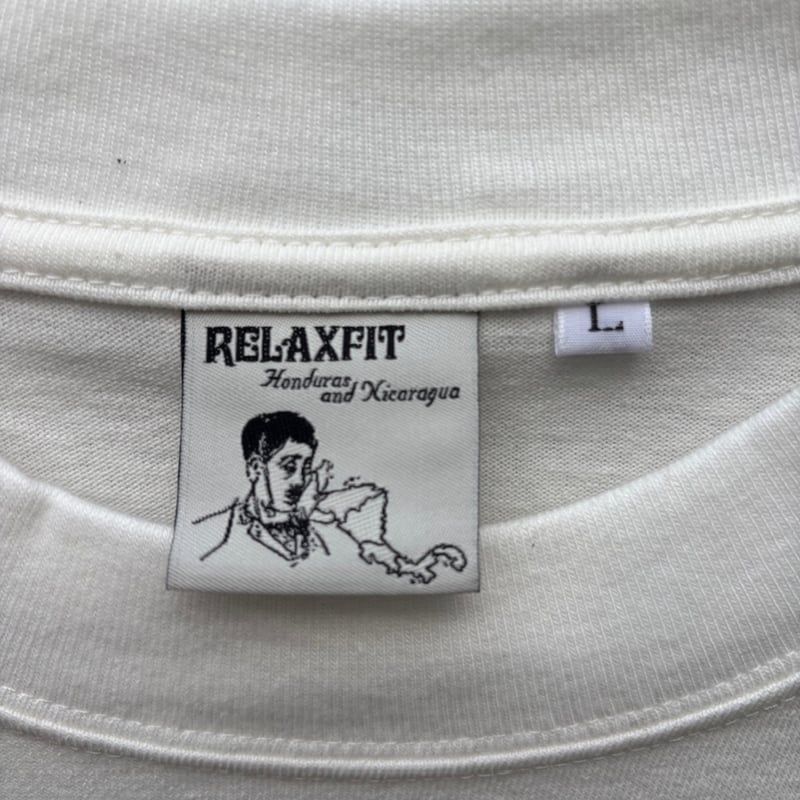 RELAXFIT
Honduras
and Nicaragua
L